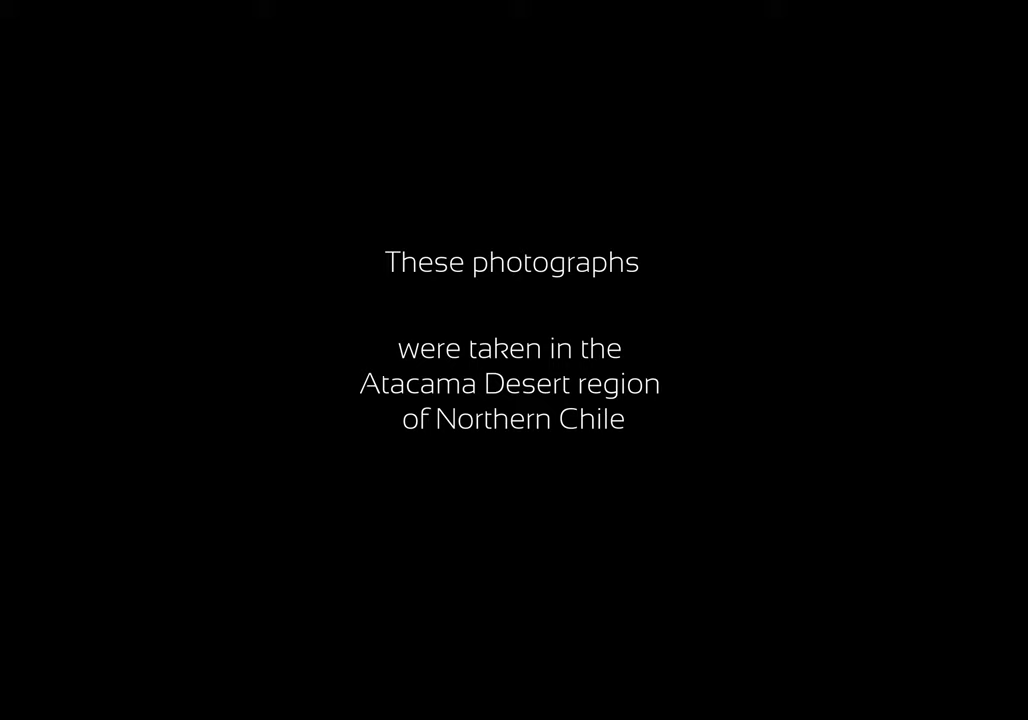 These photographs
were taken in the
Atacama Desert region
of Northern Chile